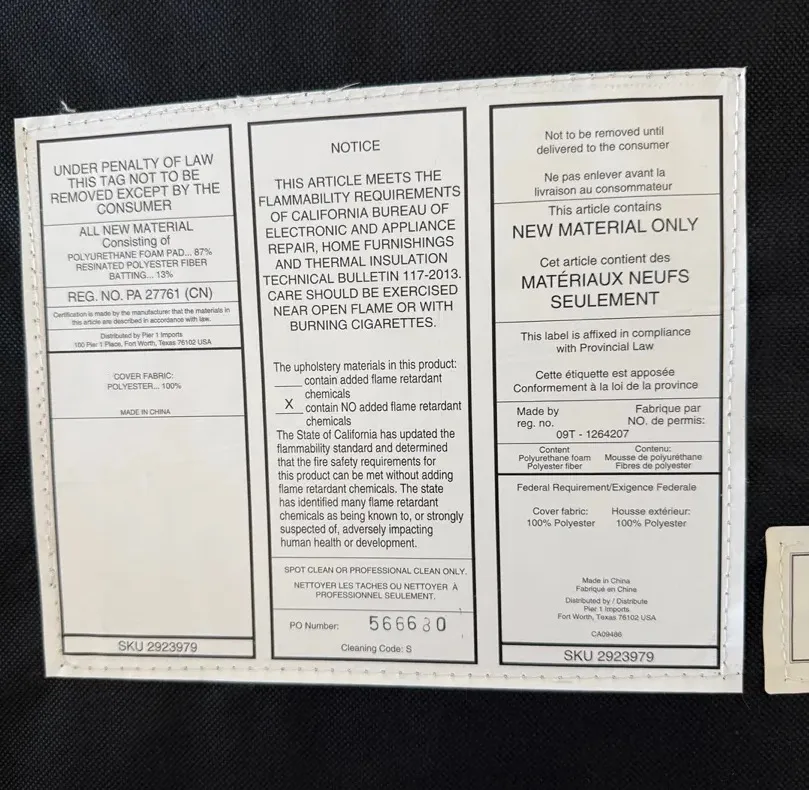 UNDER PENALTY OF LAW
THIS TAG NOT TO BE
REMOVED EXCEPT BY THE
CONSUMER
ALL NEW MATERIAL
Consisting of
POLYURETHANE FOAM PAD... 87%
RESINATED POLYESTER FIBER
BATTING... 13%
REG. NO. PA 27761 (CN)
Certification is made by the manufacturer that the materials in
this article are described in accordance with law.
Distributed by Pier 1 Imports
100 Pier 1 Place, Fort Worth, Texas 76102 USA
COVER FABRIC:
POLYESTER... 100%
MADE IN CHINA
SKU 2923979
NOTICE
THIS ARTICLE MEETS THE
FLAMMABILITY REQUIREMENTS
OF CALIFORNIA BUREAU OF
ELECTRONIC AND APPLIANCE
REPAIR, HOME FURNISHINGS
AND THERMAL INSULATION
TECHNICAL BULLETIN 117-2013.
CARE SHOULD BE EXERCISED
NEAR OPEN FLAME OR WITH
BURNING CIGARETTES.
The upholstery materials in this product:
____ contain added flame retardant
chemicals
X contain NO added flame retardant
chemicals
The State of California has updated the
flammability standard and determined
that the fire safety requirements for
this product can be met without adding
flame retardant chemicals. The state
has identified many flame retardant
chemicals as being known to, or strongly
suspected of, adversely impacting
human health or development.
SPOT CLEAN OR PROFESSIONAL CLEAN ONLY.
NETTOYER LES TACHES OU NETTOYER À
PROFESSIONNEL SEULEMENT.
PO Number: 566680
Cleaning Code: S
Not to be removed until
delivered to the consumer
Ne pas enlever avant la
livraison au consommateur
This article contains
NEW MATERIAL ONLY
Cet article contient des
MATÉRIAUX NEUFS
SEULEMENT
This label is affixed in compliance
with Provincial Law
Cette étiquette est apposée
Conformement à la loi de la province
Made by Fabrique par
reg. no. NO. de permis:
09T - 1264207
Content Contenu:
Polyurethane foam Mousse de polyuréthane
Polyester fiber Fibres de polyester
Federal Requirement/Exigence Federale
Cover fabric: Housse extérieur:
100% Polyester 100% Polyester
Made in China
Fabriqué en Chine
Distributed by / Distribute
Pier 1 Imports
Fort Worth, Texas 76102 USA
CA09486
SKU 2923979